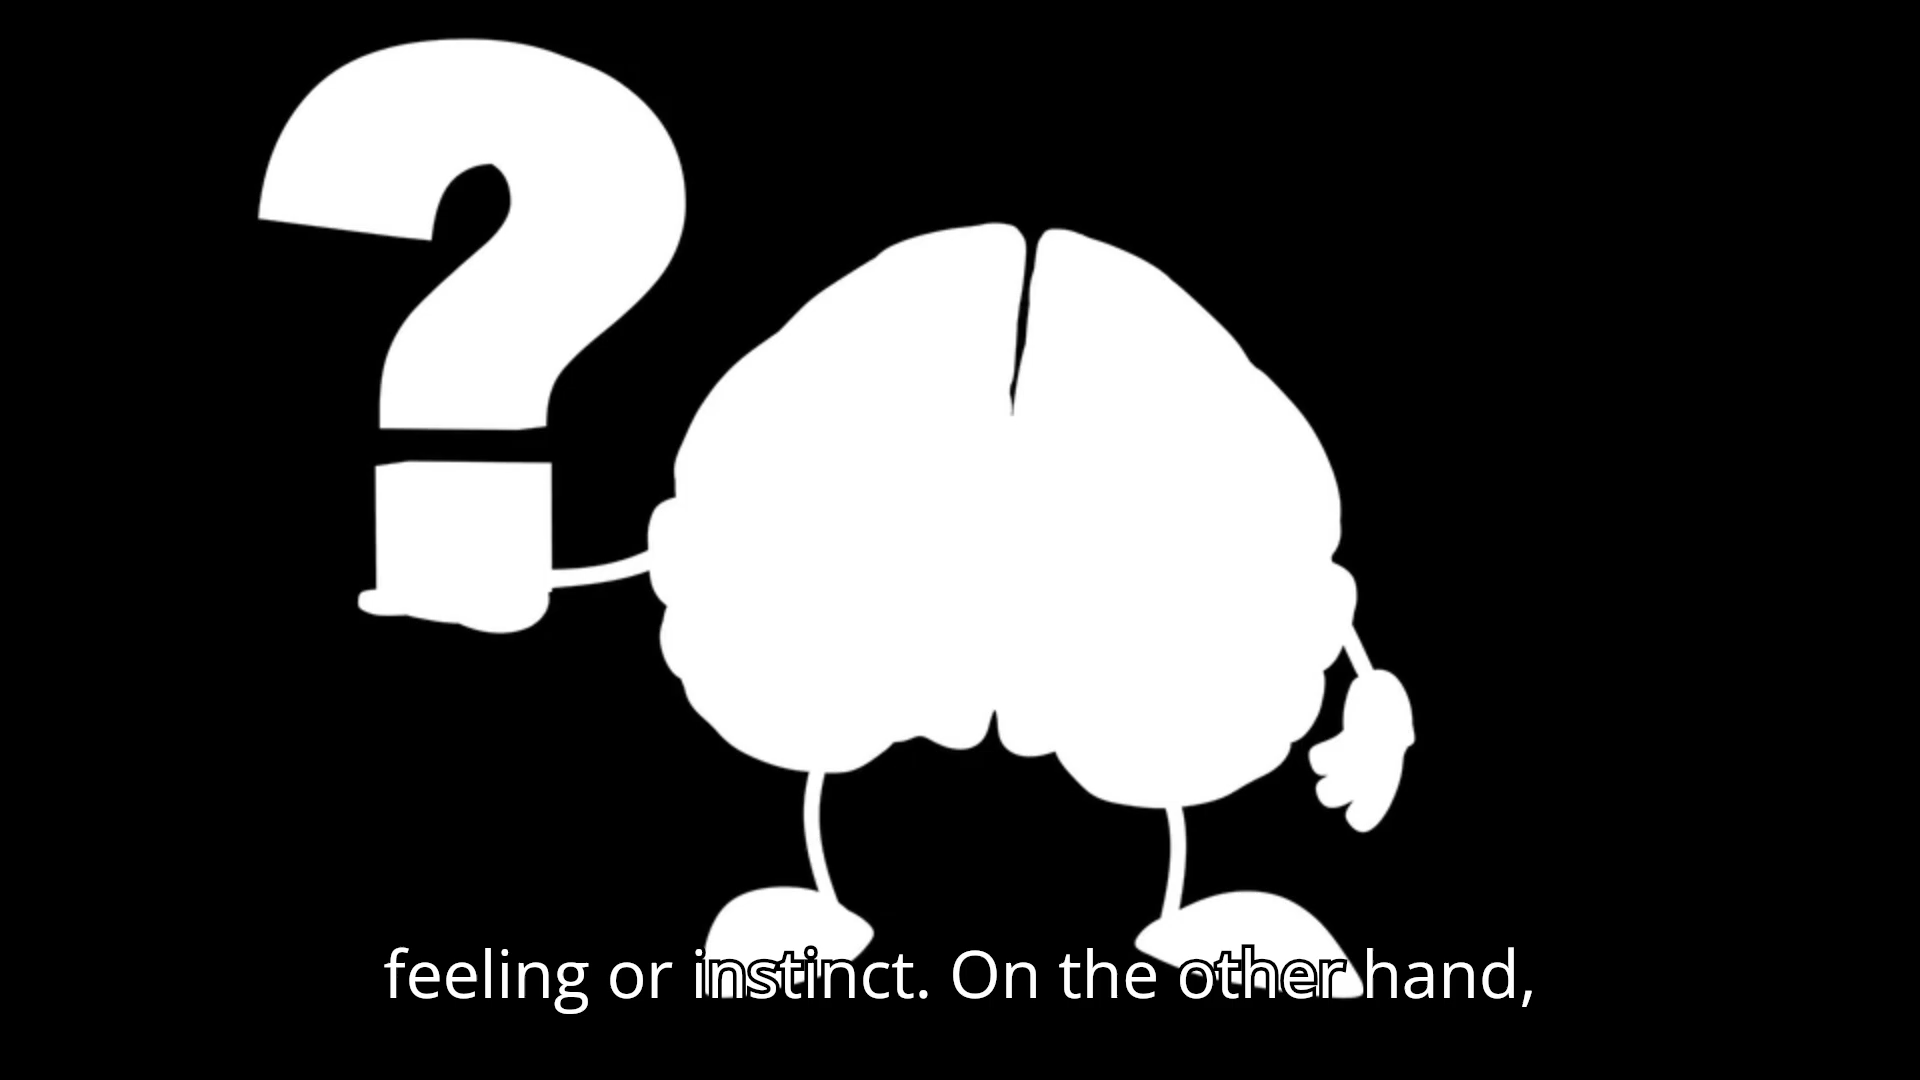 ?
feeling or instinct. On the other hand,